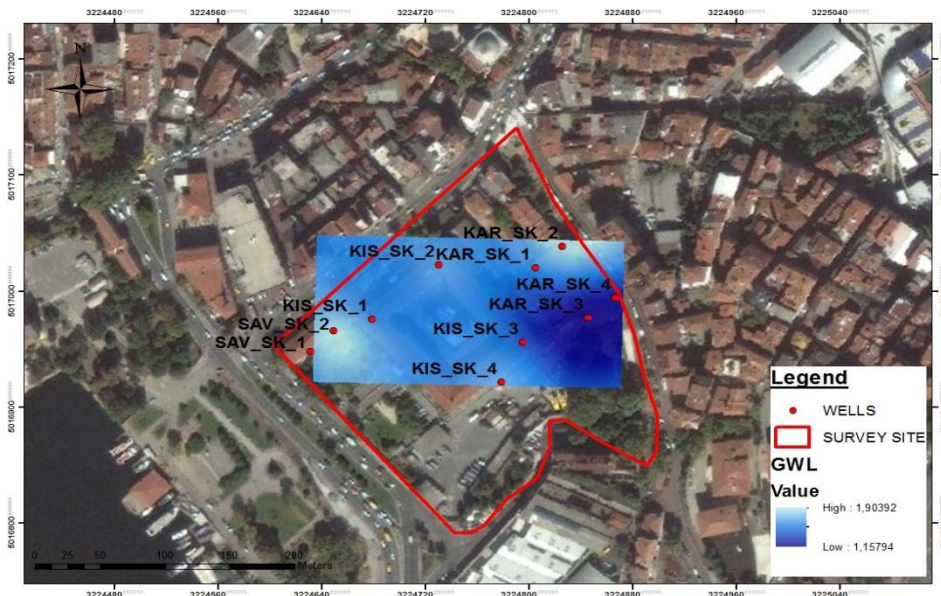 3224480 3224560 3224640 3224720 3224800 3224880 3224960 3225040
5017200
5017100
5017000
5016900
5016800
N
KAR_SK_2
KIS_SK_2 KAR_SK_1
KAR_SK_4
KIS_SK_1 KAR_SK_3
SAV_SK_2 KIS_SK_3
SAV_SK_1
KIS_SK_4
Legend
WELLS
SURVEY SITE
GWL
Value
High : 1,90392
Low : 1,15794
0 25 50 100 150 200
Meters
3224480 3224560 3224640 3224720 3224800 3224880 3224960 3225040